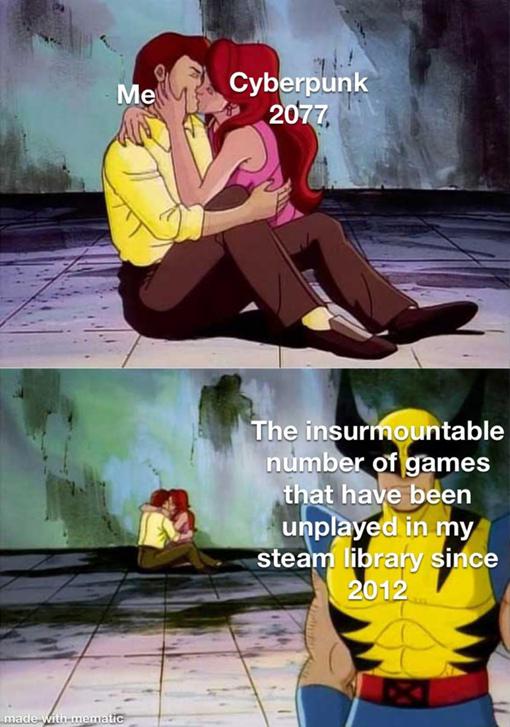 Me
Cyberpunk
2077
The insurmountable
number of games
that have been
unplayed in my
steam library since
2012
made with mematic